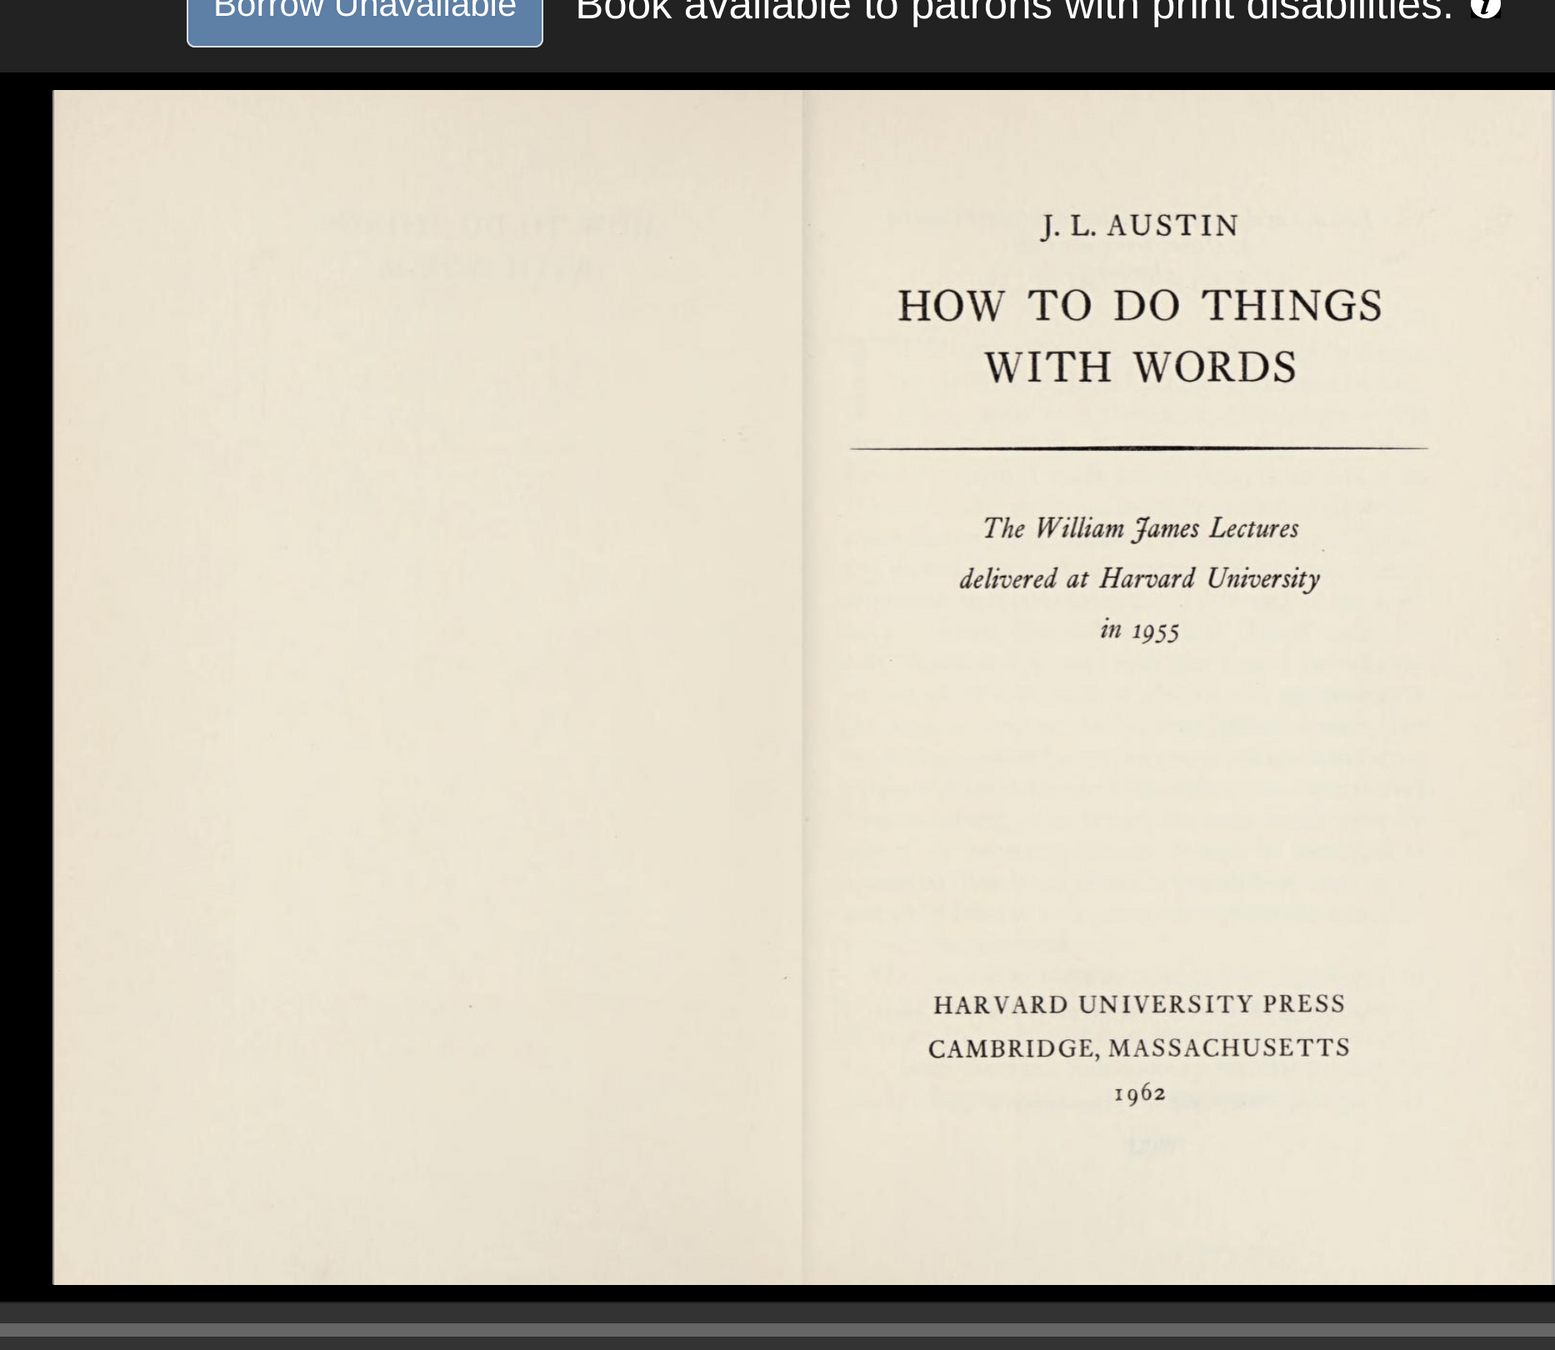 Borrow Unavailable
Book available to patrons with print disabilities.
J. L. AUSTIN
HOW TO DO THINGS
WITH WORDS
The William James Lectures
delivered at Harvard University
in 1955
HARVARD UNIVERSITY PRESS
CAMBRIDGE, MASSACHUSETTS
1962